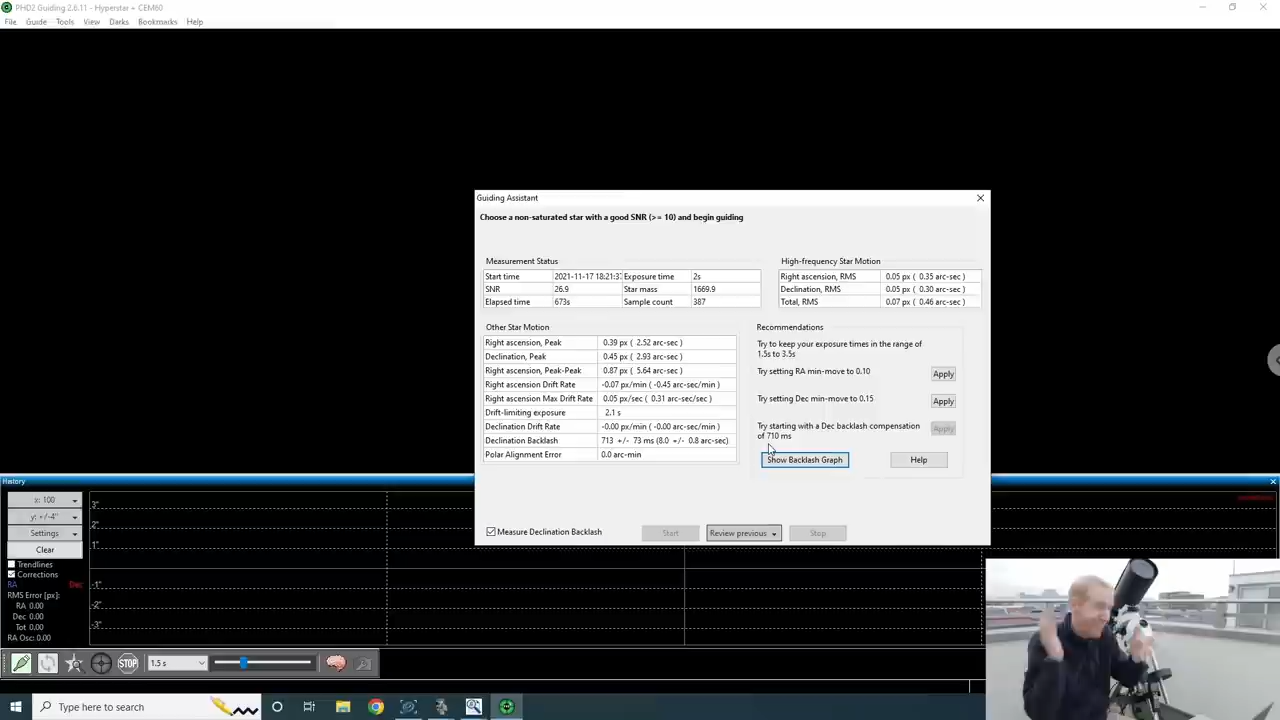 PHD2 Guiding 2.6.11 - Hyperstar + CEM60
File Guide Tools View Darks Bookmarks Help
Guiding Assistant
Choose a non-saturated star with a good SNR (>= 10) and begin guiding
Measurement Status
Start time 2021-11-17 18:21:3 Exposure time 2s
SNR 26.9 Star mass 1669.9
Elapsed time 673s Sample count 387
High-frequency Star Motion
Right ascension, RMS 0.05 px ( 0.35 arc-sec )
Declination, RMS 0.05 px ( 0.30 arc-sec )
Total, RMS 0.07 px ( 0.46 arc-sec )
Other Star Motion
Right ascension, Peak 0.39 px ( 2.52 arc-sec )
Declination, Peak 0.45 px ( 2.93 arc-sec )
Right ascension, Peak-Peak 0.87 px ( 5.64 arc-sec )
Right ascension Drift Rate -0.07 px/min ( -0.45 arc-sec/min )
Right ascension Max Drift Rate 0.05 px/sec ( 0.31 arc-sec/sec )
Drift-limiting exposure 2.1 s
Declination Drift Rate -0.00 px/min ( -0.00 arc-sec/min )
Declination Backlash 713 +/- 73 ms (8.0 +/- 0.8 arc-sec)
Polar Alignment Error 0.0 arc-min
Recommendations
Try to keep your exposure times in the range of
1.5s to 3.5s
Try setting RA min-move to 0.10 Apply
Try setting Dec min-move to 0.15 Apply
Try starting with a Dec backlash compensation
of 710 ms Apply
Show Backlash Graph Help
Measure Declination Backlash Start Review previous Stop
History
x: 100
y: +/-4"
Settings
Clear
Trendlines
Corrections
RA Dec
RMS Error [px]:
RA 0.00
Dec 0.00
Tot 0.00
RA Osc: 0.00
3"
2"
1"
-1"
-2"
-3"
STOP 1.5 s
Type here to search